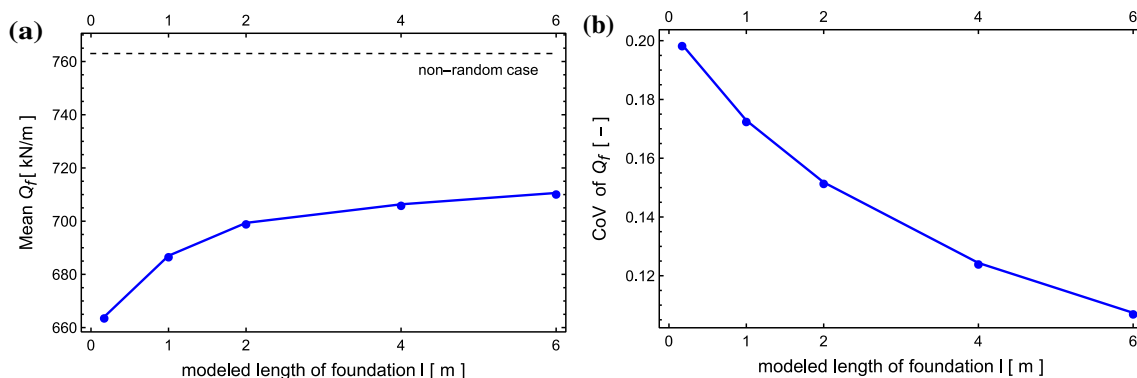 (a)
0 1 2 4 6
Mean Q_f [ kN/m ]
760
740
720
700
680
660
non–random case
0 1 2 4 6
modeled length of foundation l [ m ]
(b)
0 1 2 4 6
CoV of Q_f [ – ]
0.20
0.18
0.16
0.14
0.12
0 1 2 4 6
modeled length of foundation l [ m ]